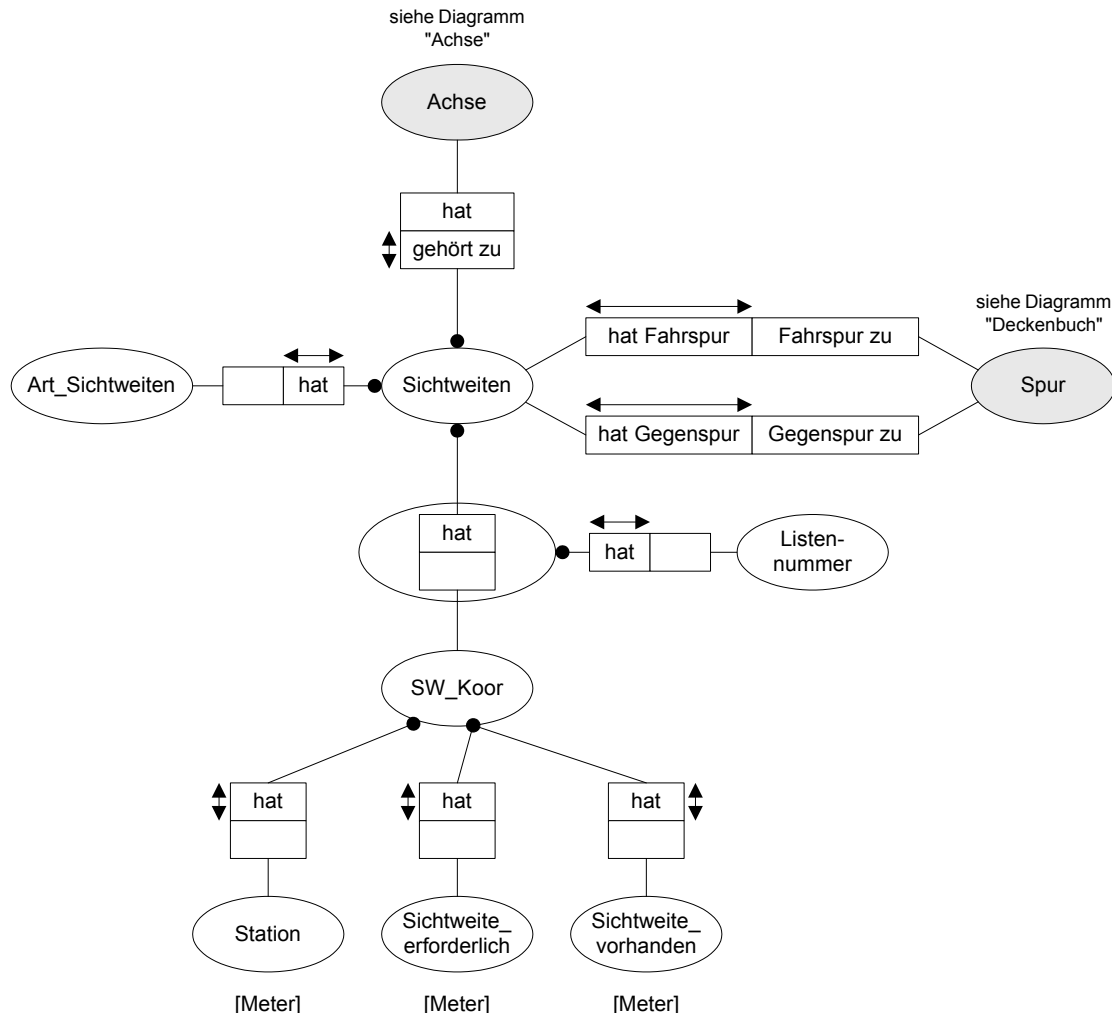 siehe Diagramm
"Achse"
Achse
hat
gehört zu
siehe Diagramm
"Deckenbuch"
hat Fahrspur
Fahrspur zu
Art_Sichtweiten
hat
Sichtweiten
Spur
hat Gegenspur
Gegenspur zu
hat
hat
Listen-
nummer
SW_Koor
hat
hat
hat
Station
Sichtweite_
erforderlich
Sichtweite_
vorhanden
[Meter]
[Meter]
[Meter]